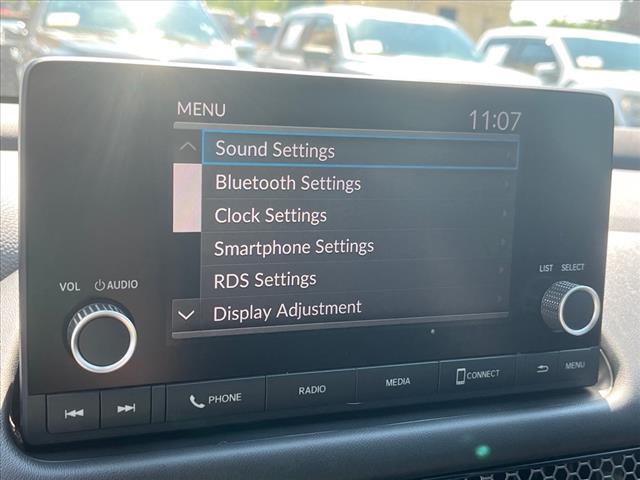 MENU 11:07
Sound Settings
Bluetooth Settings
Clock Settings
Smartphone Settings
RDS Settings
Display Adjustment
VOL AUDIO
LIST SELECT
PHONE RADIO MEDIA CONNECT MENU